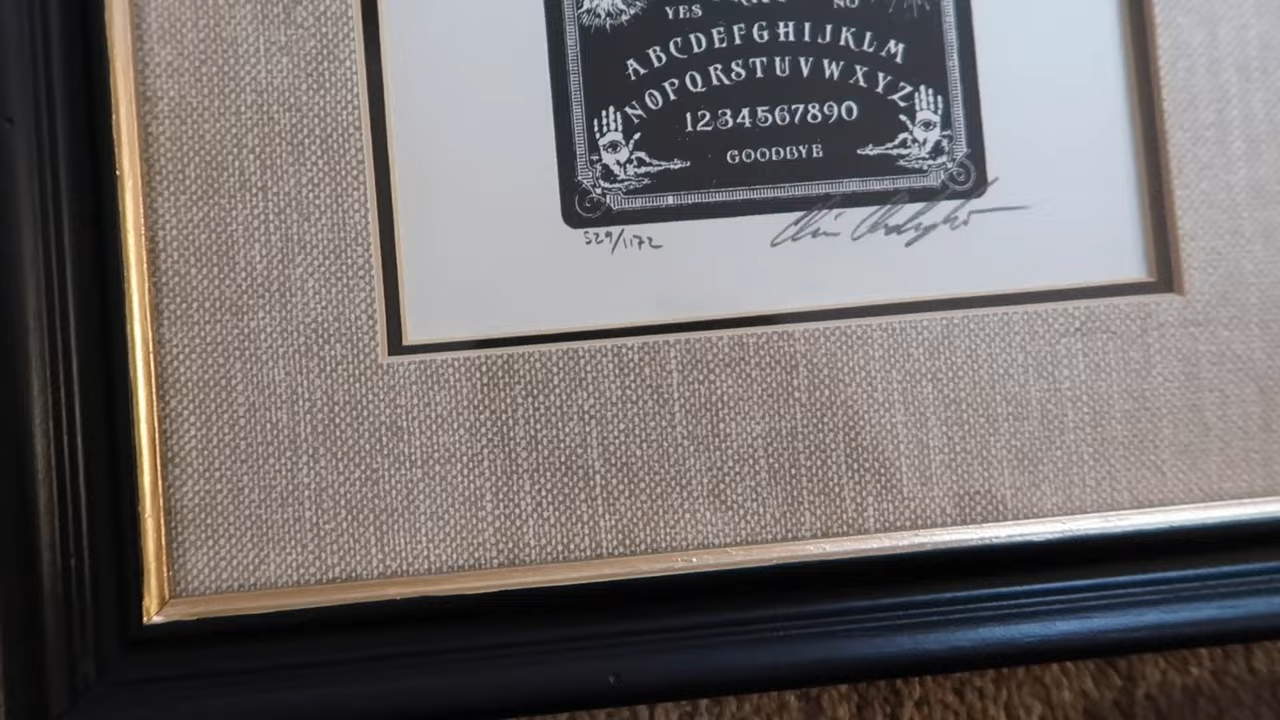 YES NO
ABCDEFGHIJKLM
NOPQRSTUVWXYZ
1234567890
GOODBYE
529/1172